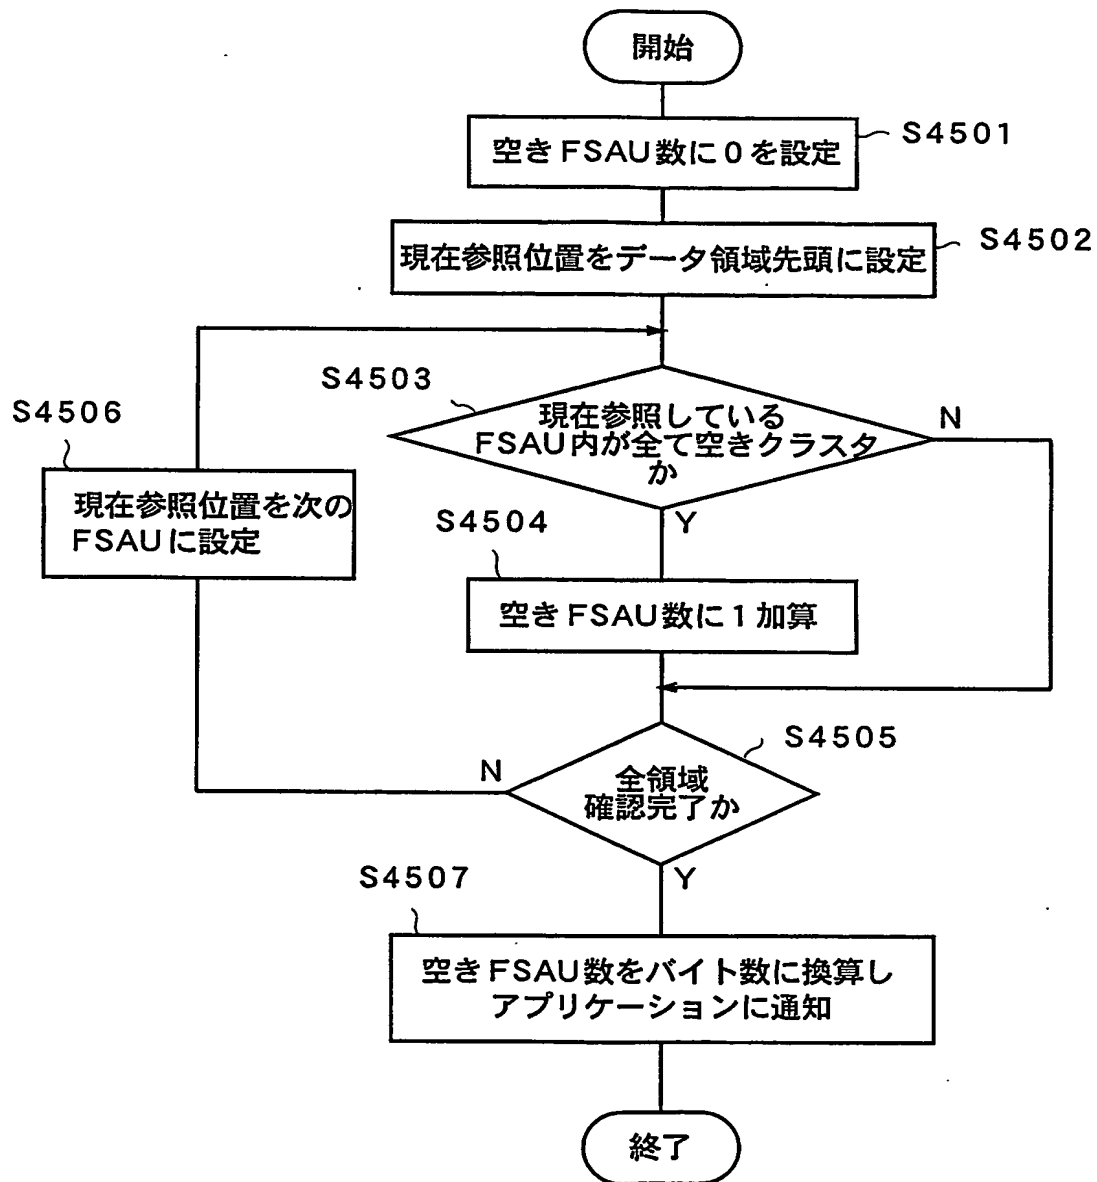 開始
空きFSAU数に0を設定
S4501
現在参照位置をデータ領域先頭に設定
S4502
S4503
現在参照している
FSAU内が全て空きクラスタ
か
N
Y
S4506
現在参照位置を次の
FSAUに設定
S4504
空きFSAU数に1加算
S4505
全領域
確認完了か
N
Y
S4507
空きFSAU数をバイト数に換算し
アプリケーションに通知
終了